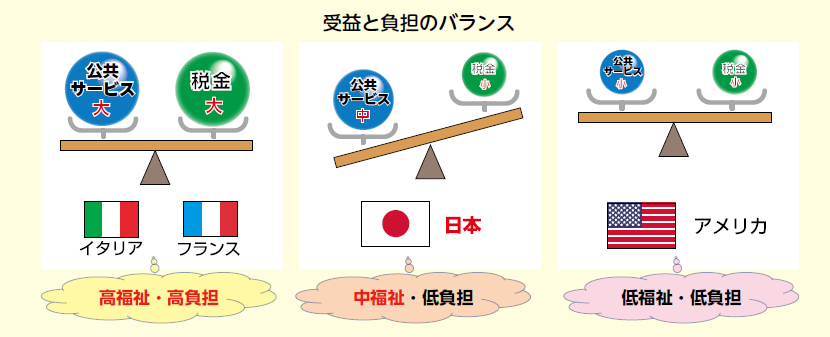 受益と負担のバランス
公共
サービス
大
税金
大
イタリア
フランス
高福祉・高負担
公共
サービス
中
税金
小
日本
中福祉・低負担
公共
サービス
小
税金
小
アメリカ
低福祉・低負担